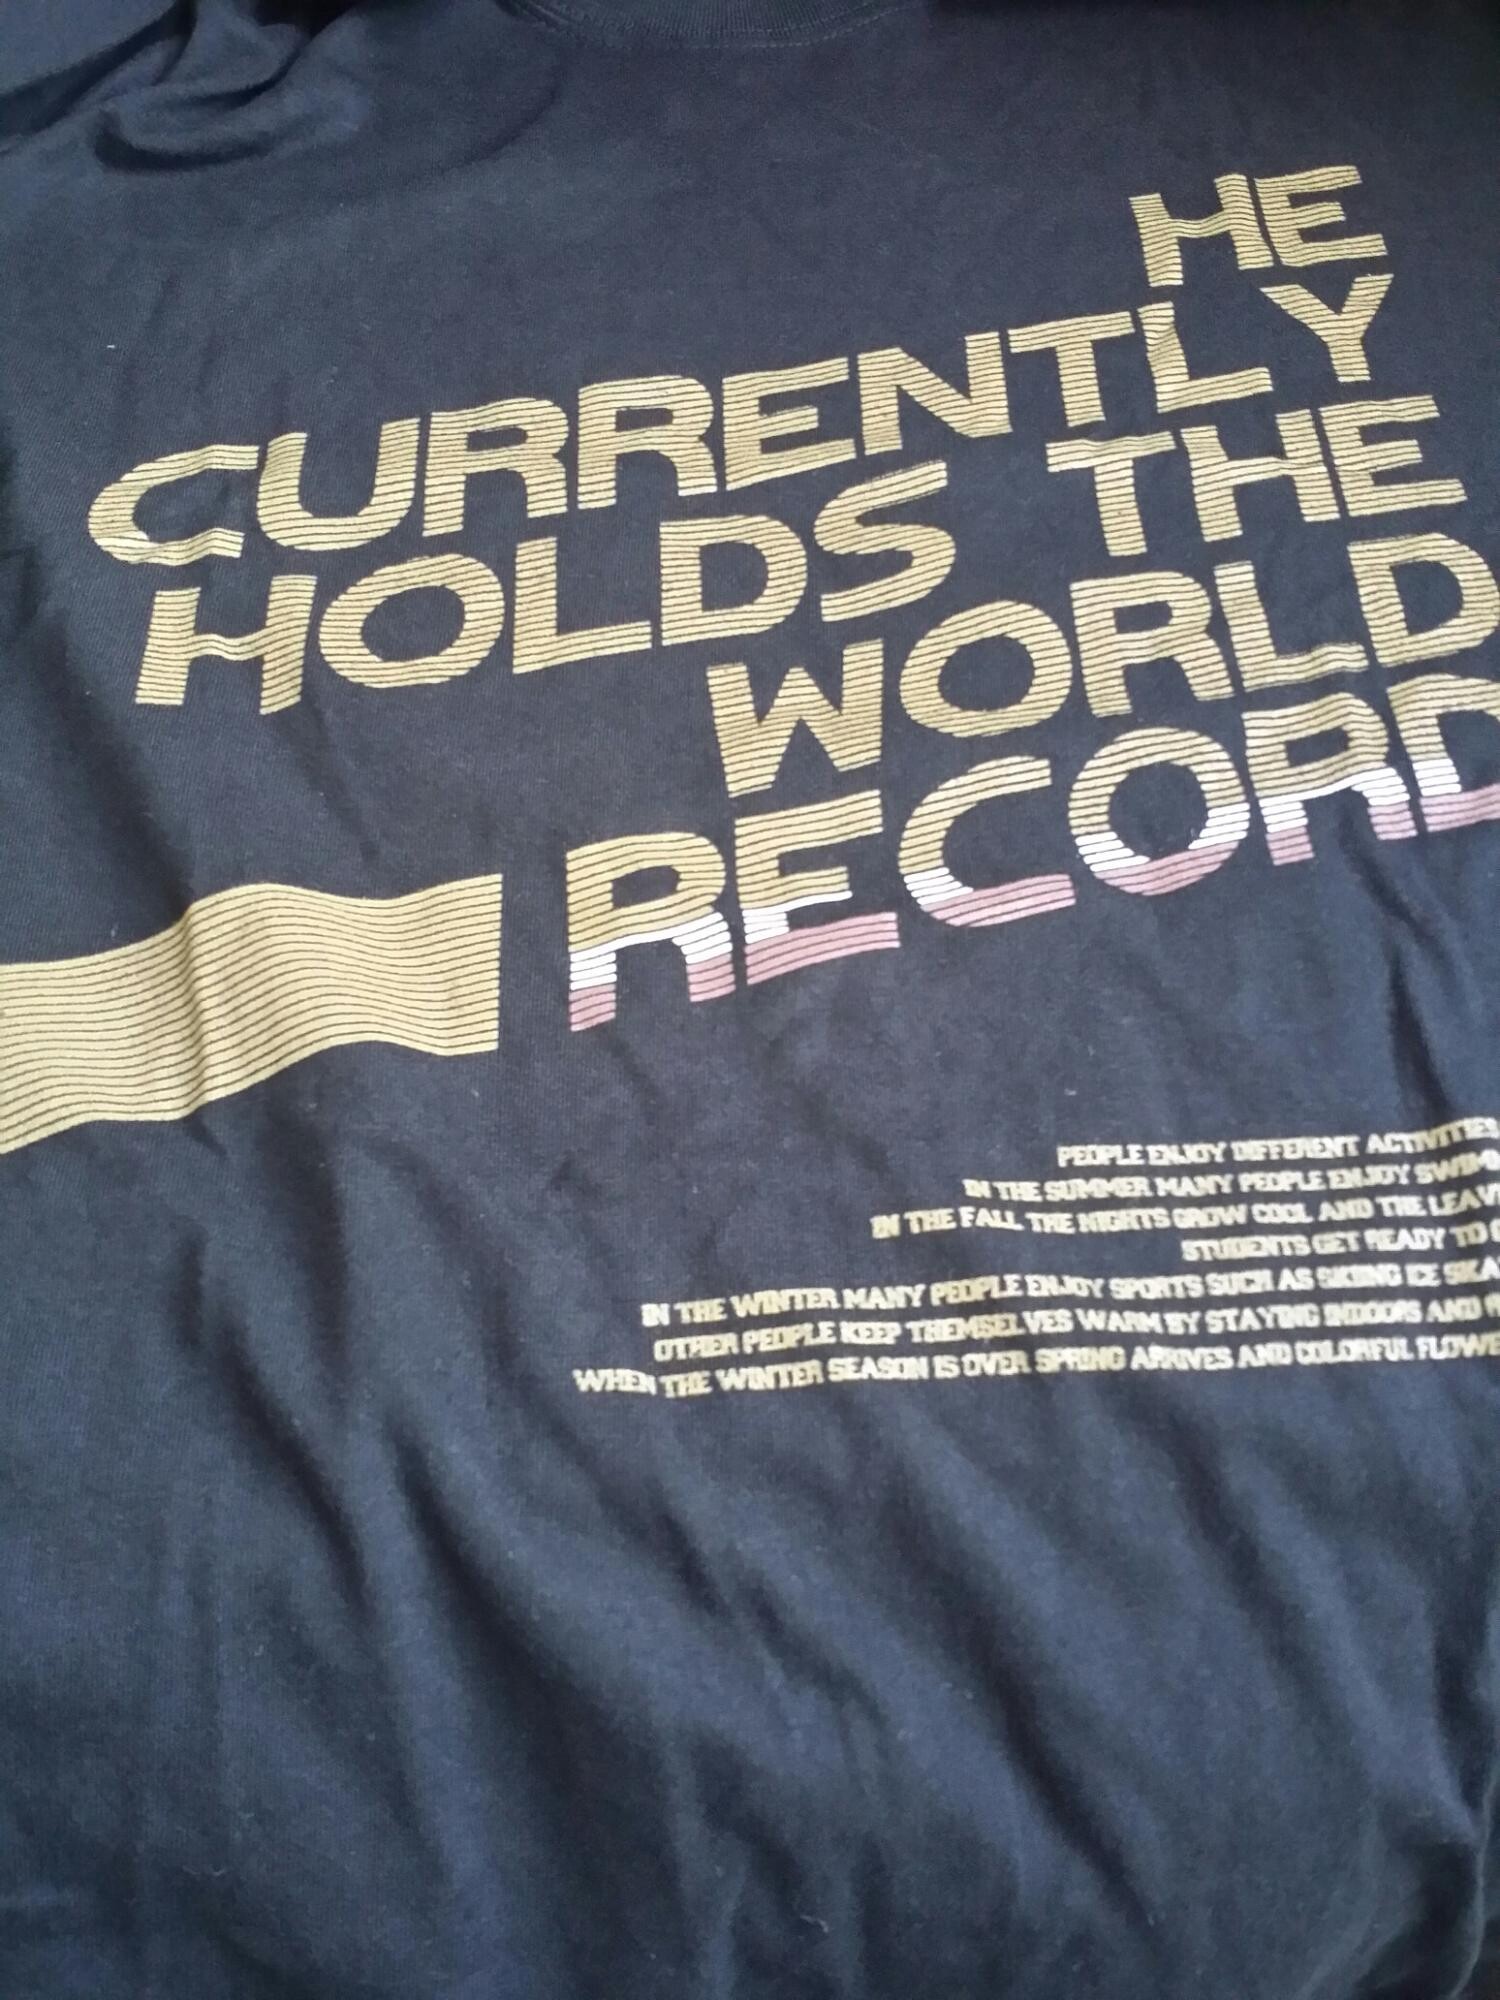 HE
CURRENTLY
HOLDS THE
WORLD
RECORD
PEOPLE ENJOY DIFFERENT ACTIVITIES
IN THE SUMMER MANY PEOPLE ENJOY
IN THE FALL THE NIGHTS GROW COOL AND THE
STUDENTS GET READY TO
IN THE WINTER MANY PEOPLE ENJOY SPORTS SUCH AS SKIING ICE
OTHER PEOPLE KEEP THEMSELVES WARM BY STAYING INDOORS AND
WHEN THE WINTER SEASON IS OVER SPRING ARRIVES AND COLORFUL